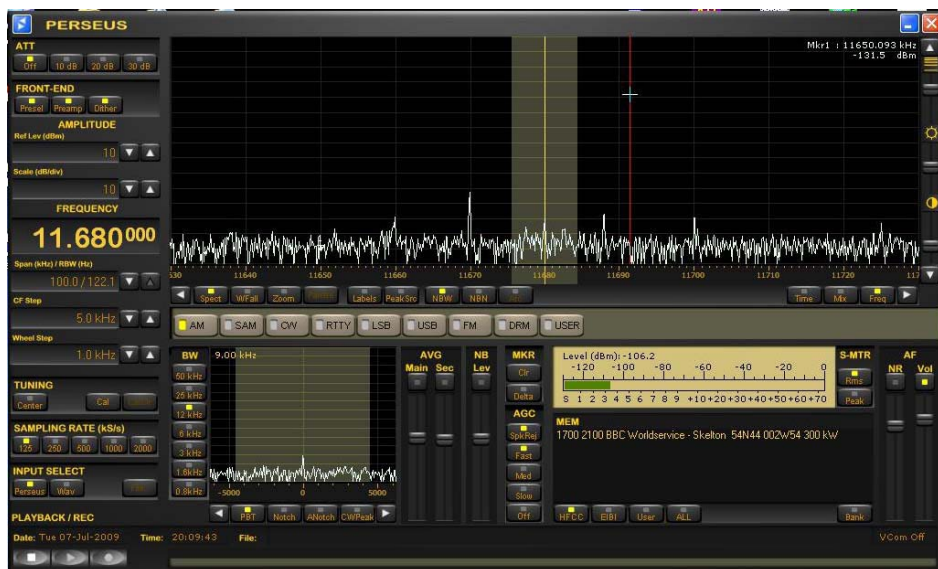 PERSEUS
ATT
Off 10 dB 20 dB 30 dB
FRONT-END
Presel Preamp Dither
AMPLITUDE
Ref Lev (dBm)
10
Scale (dB/div)
10
FREQUENCY
11.680000
Span (kHz) / RBW (Hz)
100.0 / 122.1
CF Step
5.0 kHz
Wheel Step
1.0 kHz
TUNING
Center Cal
SAMPLING RATE (kS/s)
125 250 500 1000 2000
INPUT SELECT
Perseus Wav
PLAYBACK / REC
Mkr1 : 11650.093 kHz
-131.5 dBm
11640 11650 11660 11670 11680 11690 11700 11710 11720
Spect WFall Zoom Labels PeakSrc NBW NBN Time Mix Freq
AM SAM CW RTTY LSB USB FM DRM USER
BW
50 kHz
25 kHz
12 kHz
6 kHz
3 kHz
1.6kHz
0.8kHz
9.00 kHz
-5000 0 5000
PBT Notch ANotch CWPeak
AVG
Main Sec
NB
Lev
MKR
Clr
Delta
AGC
SpkRej
Fast
Med
Slow
Off
Level (dBm): -106.2
-120 -100 -80 -60 -40 -20 0
S 1 2 3 4 5 6 7 8 9 +10+20+30+40+50+60+70
S-MTR
Rms
Peak
MEM
1700 2100 BBC Worldservice - Skelton 54N44 002W54 300 kW
HFCC EIBI User ALL Bank
AF
NR Vol
Date: Tue 07-Jul-2009 Time: 20:09:43 File:
VCom Off